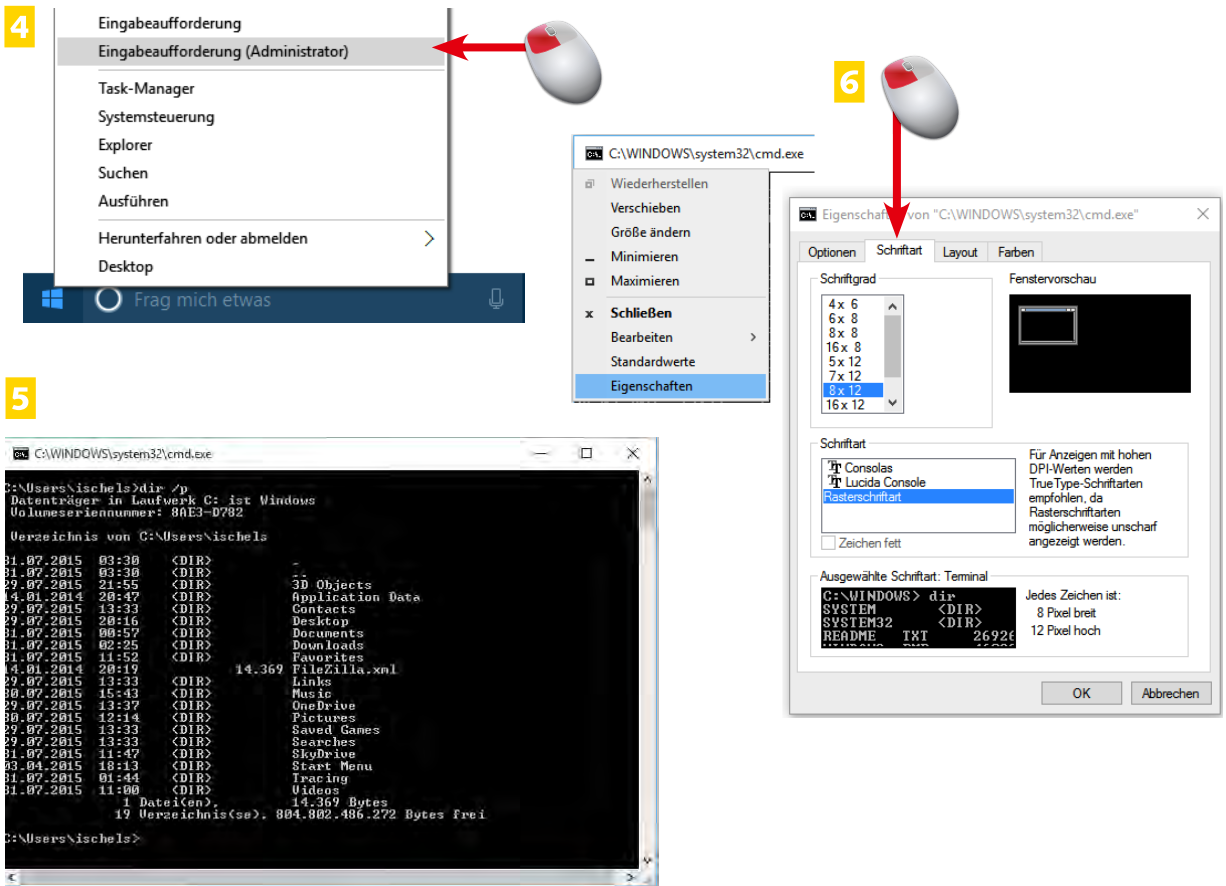 4
Eingabeaufforderung
Eingabeaufforderung (Administrator)
Task-Manager
Systemsteuerung
Explorer
Suchen
Ausführen
Herunterfahren oder abmelden
Desktop
Frag mich etwas
C:\WINDOWS\system32\cmd.exe
Wiederherstellen
Verschieben
Größe ändern
Minimieren
Maximieren
x Schließen
Bearbeiten
Standardwerte
Eigenschaften
5
C:\WINDOWS\system32\cmd.exe
C:\Users\ischels>dir /p
Datenträger in Laufwerk C: ist Windows
Volumeseriennummer: 8AE3-D782
Verzeichnis von C:\Users\ischels
31.07.2015 03:30 <DIR> .
31.07.2015 03:30 <DIR> ..
29.07.2015 21:55 <DIR> 3D Objects
14.01.2014 20:47 <DIR> Application Data
29.07.2015 13:33 <DIR> Contacts
29.07.2015 20:16 <DIR> Desktop
31.07.2015 00:57 <DIR> Documents
31.07.2015 02:25 <DIR> Downloads
31.07.2015 11:52 <DIR> Favorites
14.01.2014 20:19 14.369 FileZilla.xml
29.07.2015 13:33 <DIR> Links
30.07.2015 15:43 <DIR> Music
29.07.2015 13:37 <DIR> OneDrive
30.07.2015 12:14 <DIR> Pictures
29.07.2015 13:33 <DIR> Saved Games
29.07.2015 13:33 <DIR> Searches
31.07.2015 11:47 <DIR> SkyDrive
03.04.2015 18:13 <DIR> Start Menu
31.07.2015 01:44 <DIR> Tracing
31.07.2015 11:00 <DIR> Videos
1 Datei(en), 14.369 Bytes
19 Verzeichnis(se), 804.802.486.272 Bytes frei
C:\Users\ischels>
6
Eigenschaften von "C:\WINDOWS\system32\cmd.exe"
Optionen Schriftart Layout Farben
Schriftgrad
4 x 6
6 x 8
8 x 8
16 x 8
5 x 12
7 x 12
8 x 12
16 x 12
Fenstervorschau
Schriftart
Consolas
Lucida Console
Rasterschriftart
Zeichen fett
Für Anzeigen mit hohen
DPI-Werten werden
TrueType-Schriftarten
empfohlen, da
Rasterschriftarten
möglicherweise unscharf
angezeigt werden.
Ausgewählte Schriftart: Terminal
C:\WINDOWS> dir
SYSTEM <DIR>
SYSTEM32 <DIR>
README TXT 26926
Jedes Zeichen ist:
8 Pixel breit
12 Pixel hoch
OK Abbrechen